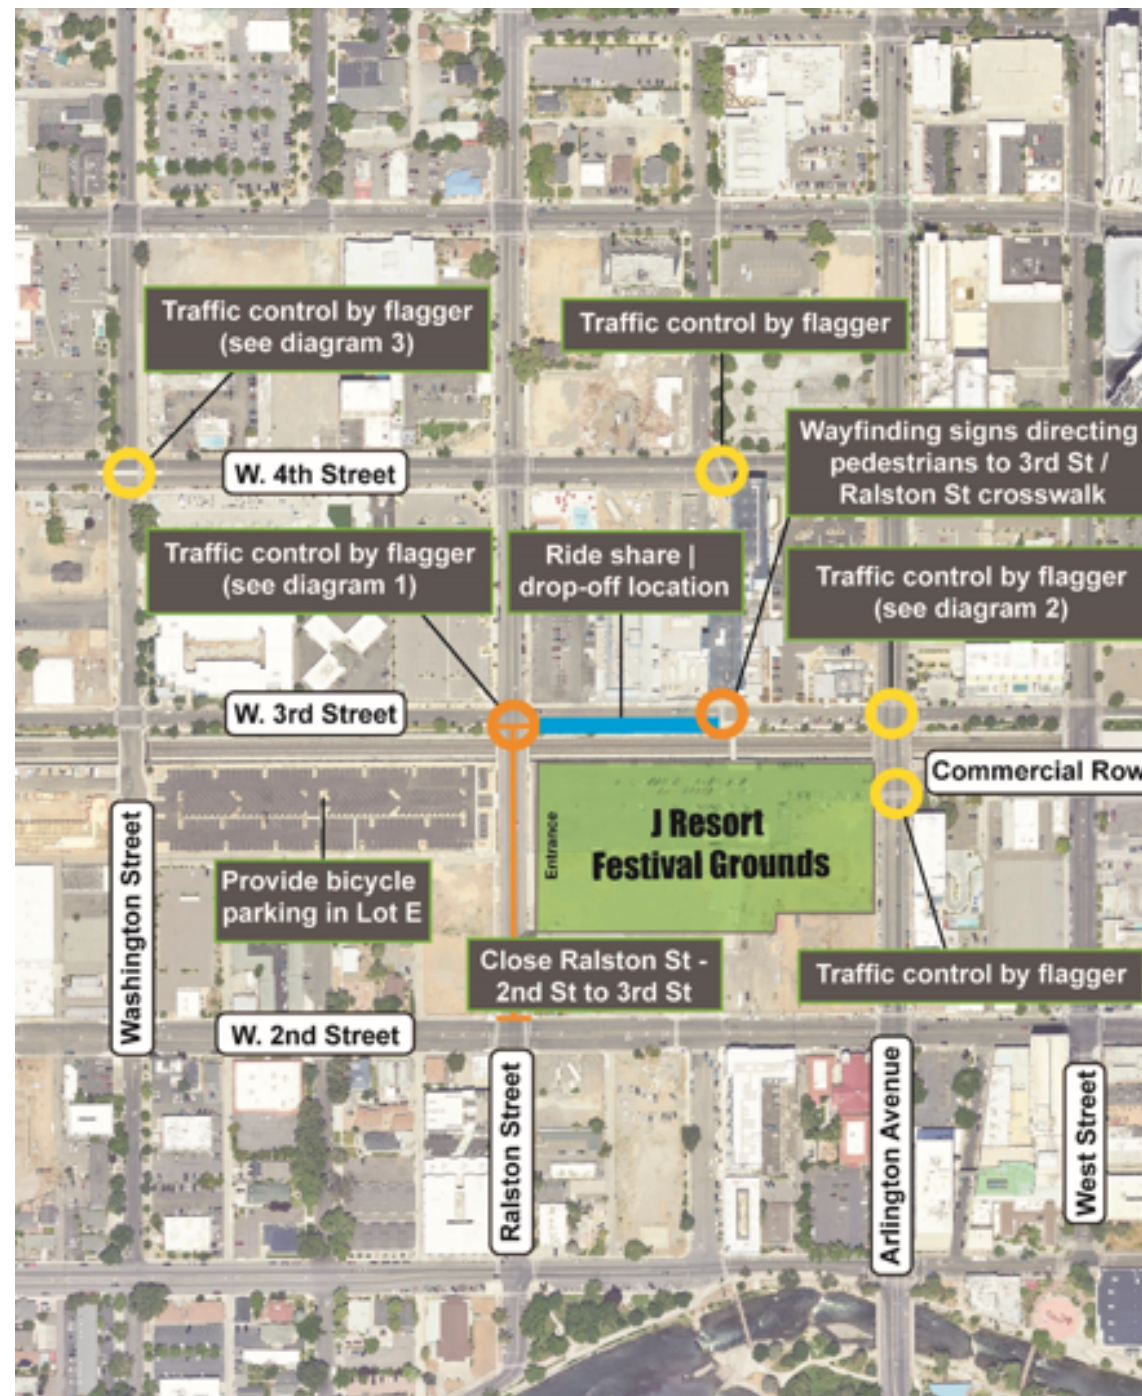 Traffic control by flagger
(see diagram 3)
Traffic control by flagger
Wayfinding signs directing
pedestrians to 3rd St /
Ralston St crosswalk
W. 4th Street
Traffic control by flagger
(see diagram 1)
Ride share |
drop-off location
Traffic control by flagger
(see diagram 2)
W. 3rd Street
Commercial Row
Washington Street
Entrance
J Resort
Festival Grounds
Provide bicycle
parking in Lot E
Close Ralston St -
2nd St to 3rd St
Traffic control by flagger
W. 2nd Street
Ralston Street
Arlington Avenue
West Street